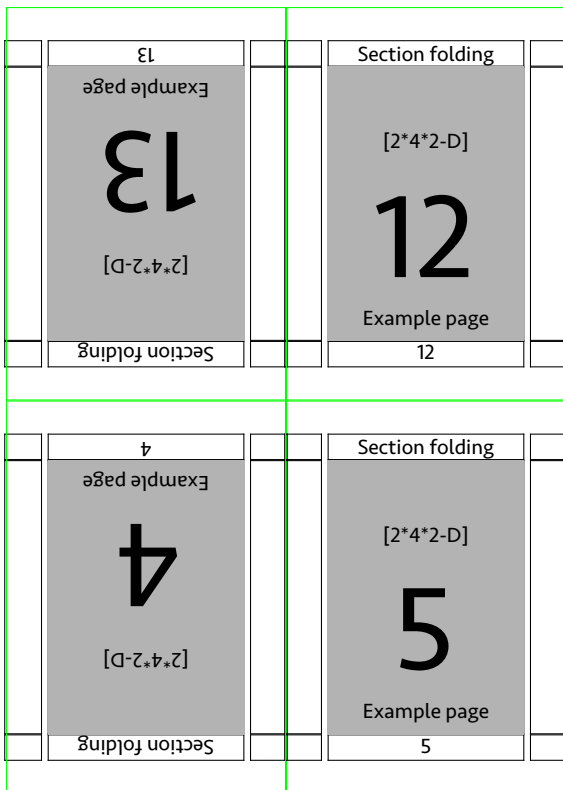 13
Example page
13
[2*4*2-D]
Section folding
Section folding
[2*4*2-D]
12
Example page
12
4
Example page
4
[2*4*2-D]
Section folding
Section folding
[2*4*2-D]
5
Example page
5